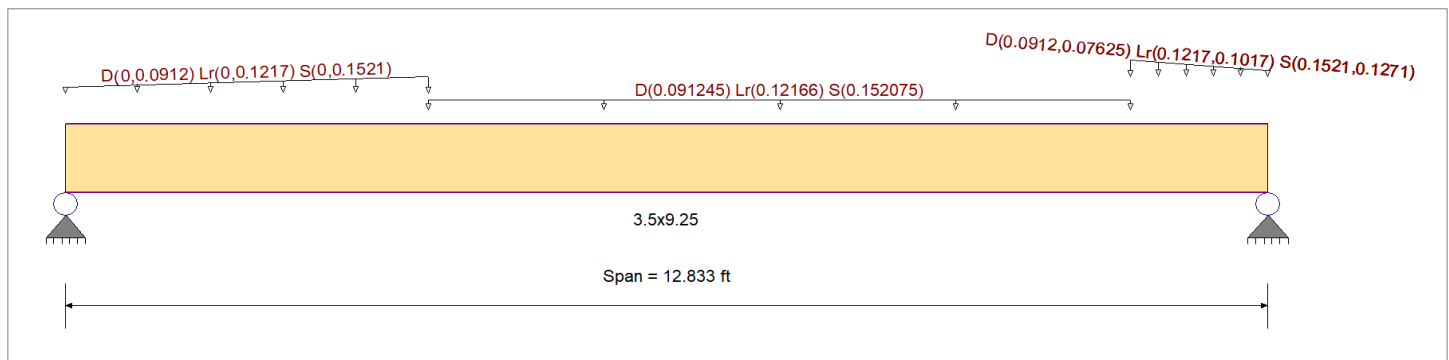 D(0,0.0912) Lr(0,0.1217) S(0,0.1521)
D(0.091245) Lr(0.12166) S(0.152075)
D(0.0912,0.07625) Lr(0.1217,0.1017) S(0.1521,0.1271)
3.5x9.25
Span = 12.833 ft